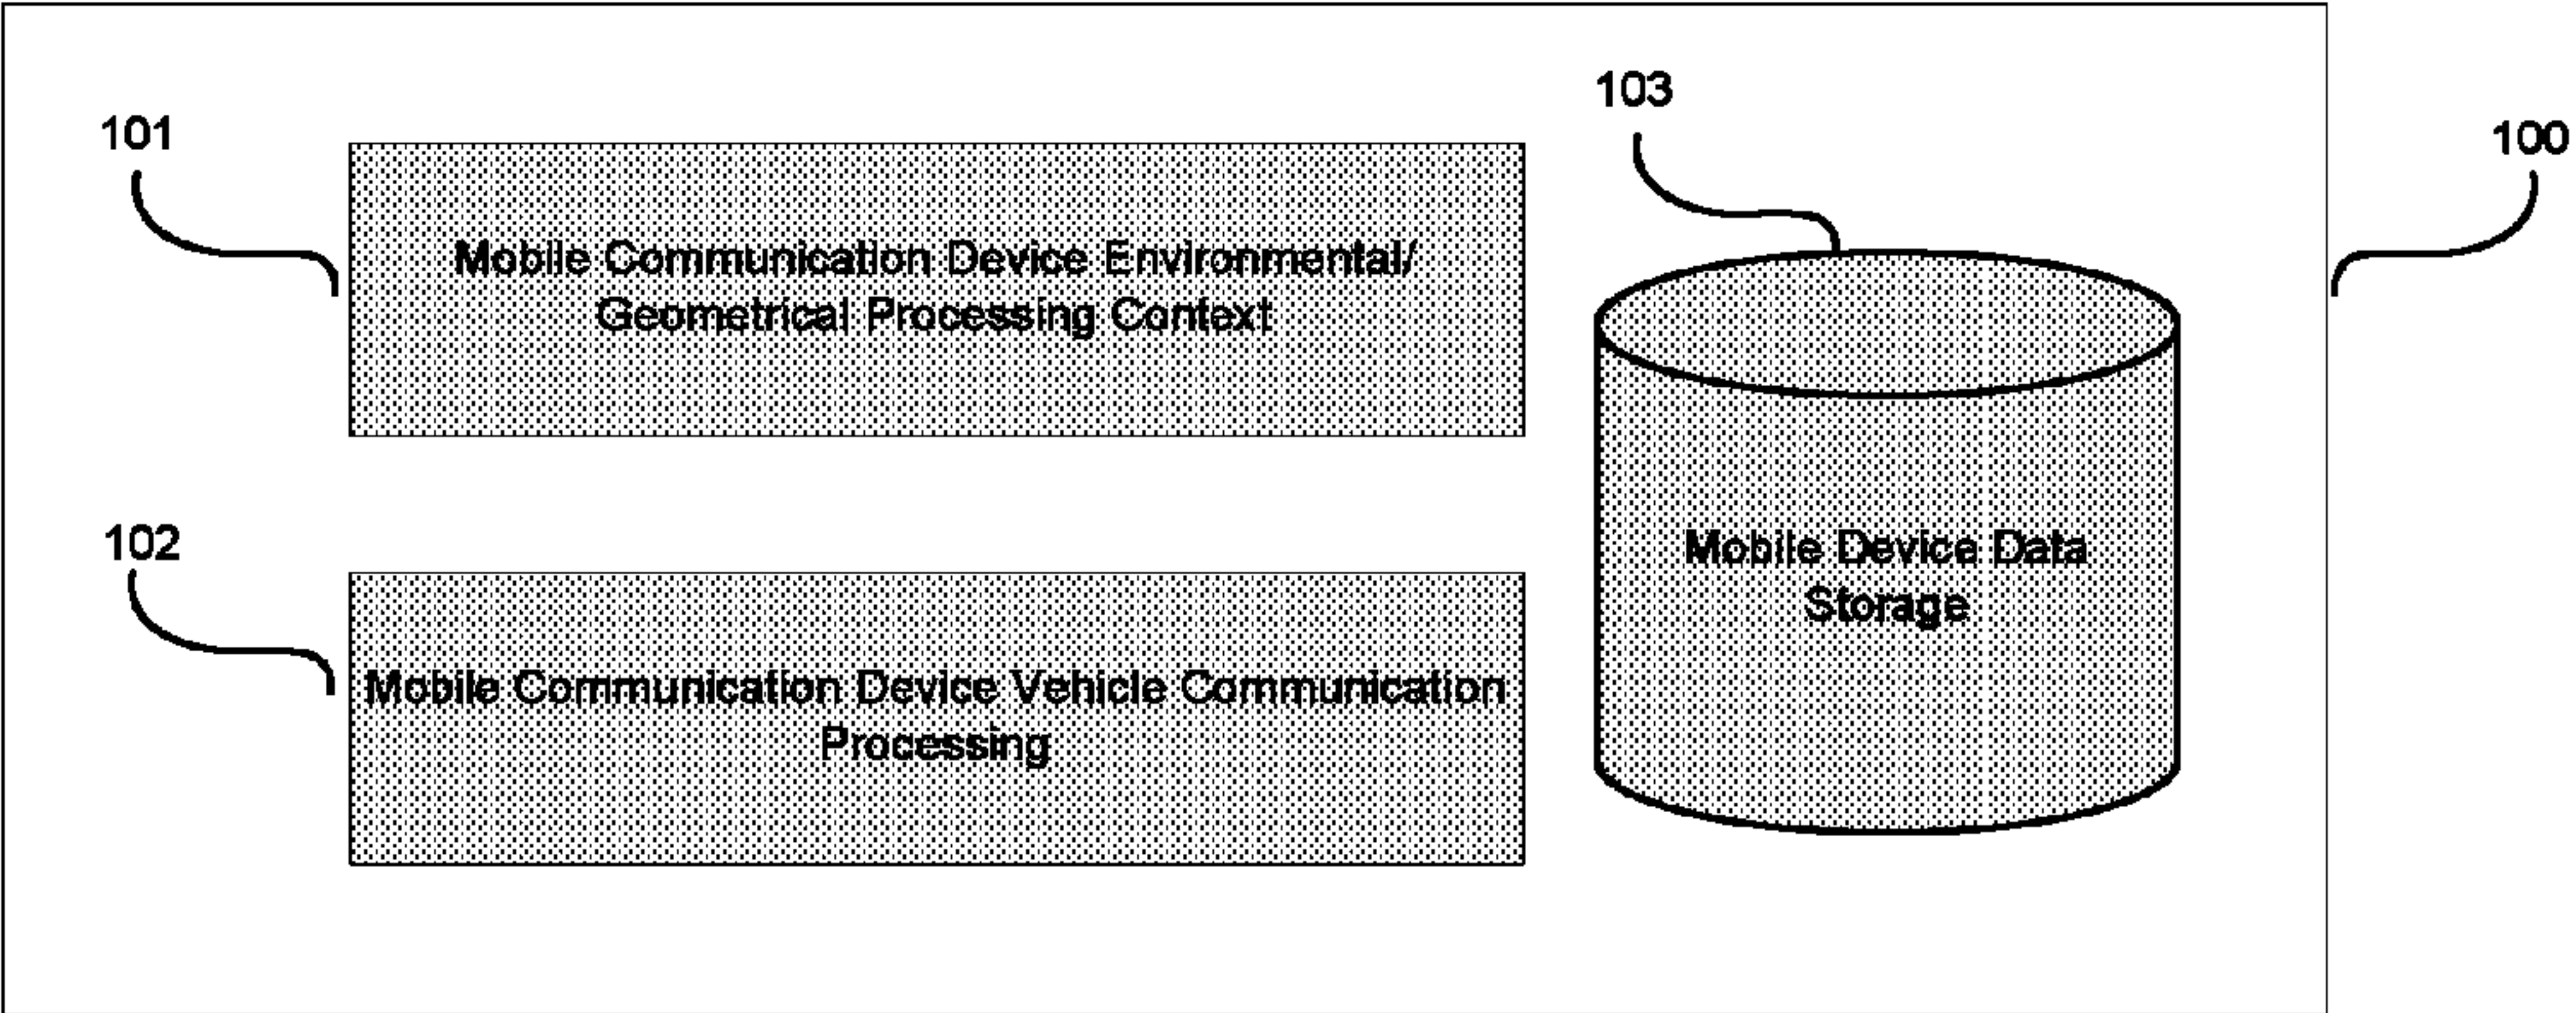 103
100
101
Mobile Communication Device Environmental/
Geometrical Processing Context
102
Mobile Device Data
Storage
Mobile Communication Device Vehicle Communication
Processing